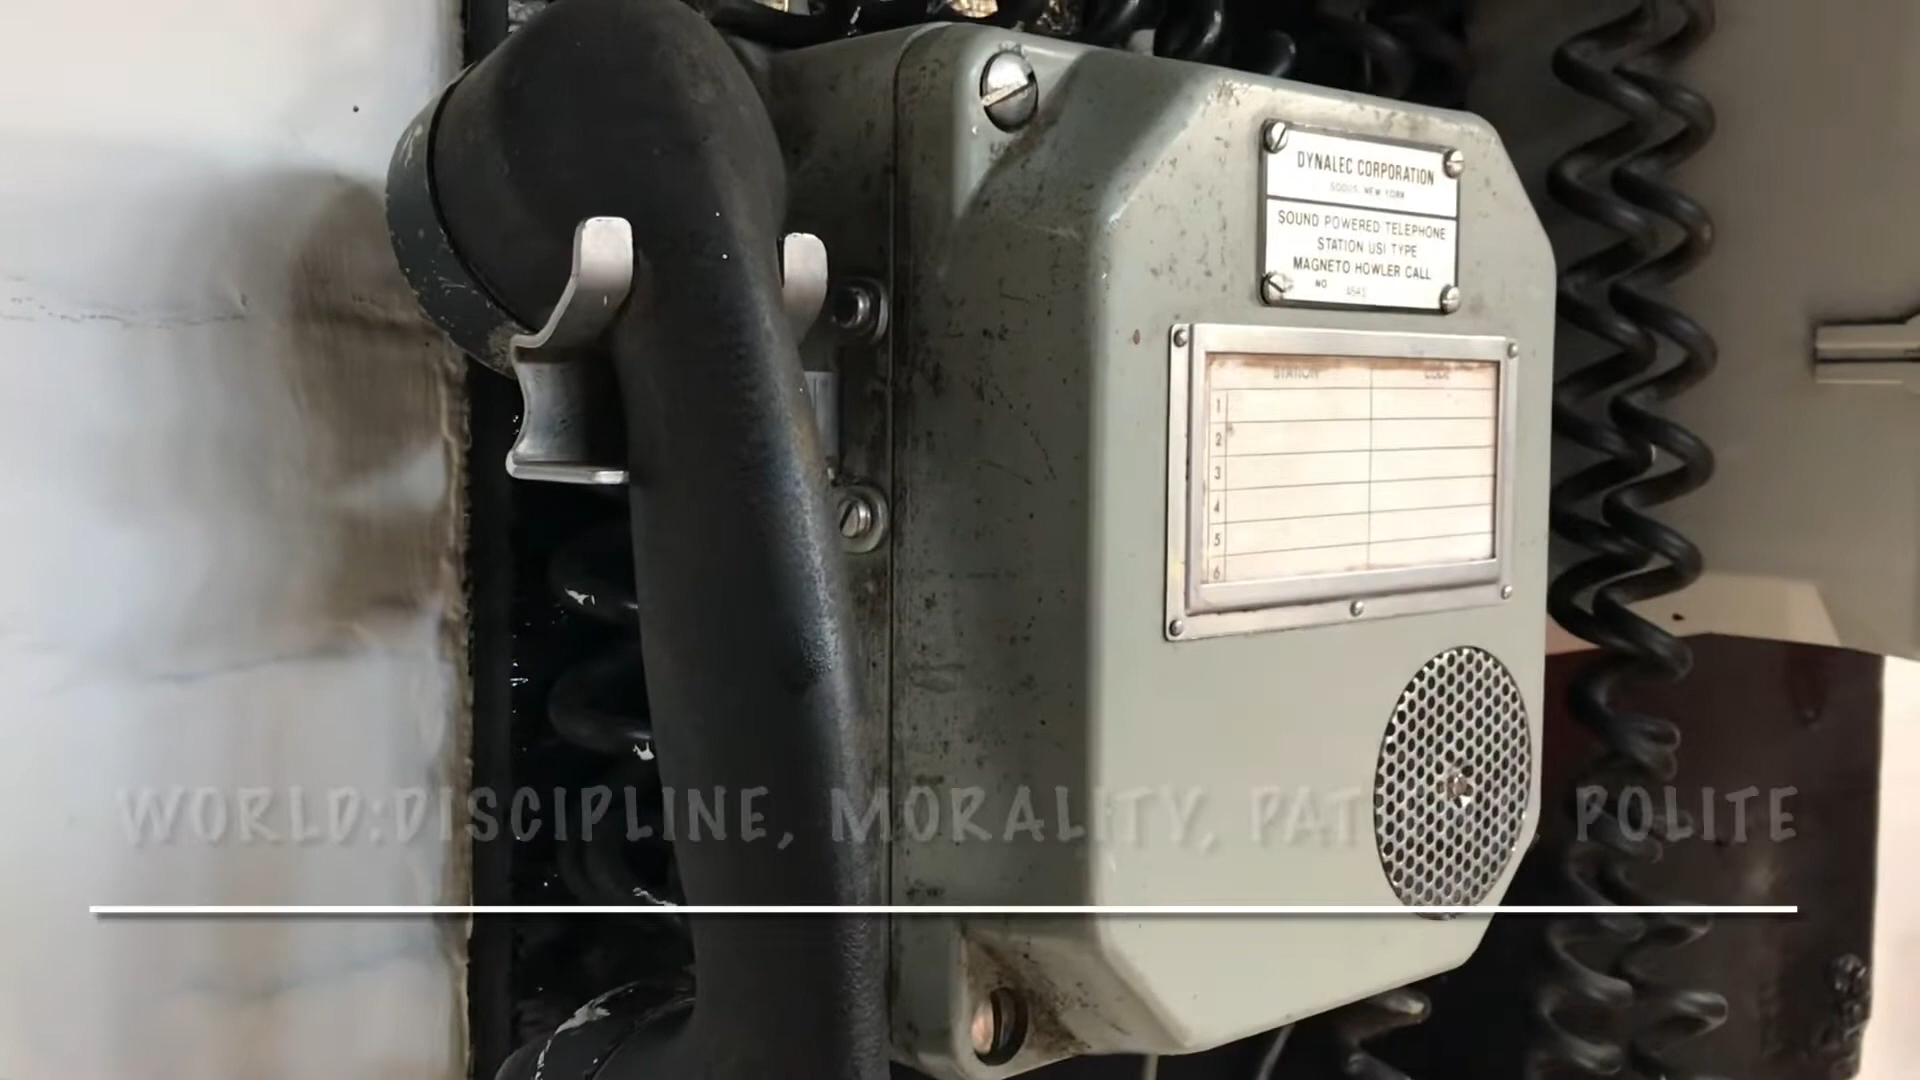 DYNALEC CORPORATION
SODUS, NEW YORK
SOUND POWERED TELEPHONE
STATION USI TYPE
MAGNETO HOWLER CALL
NO
STATION CODE
1
2
3
4
5
6
WORLD:DISCIPLINE, MORALITY, POLITE